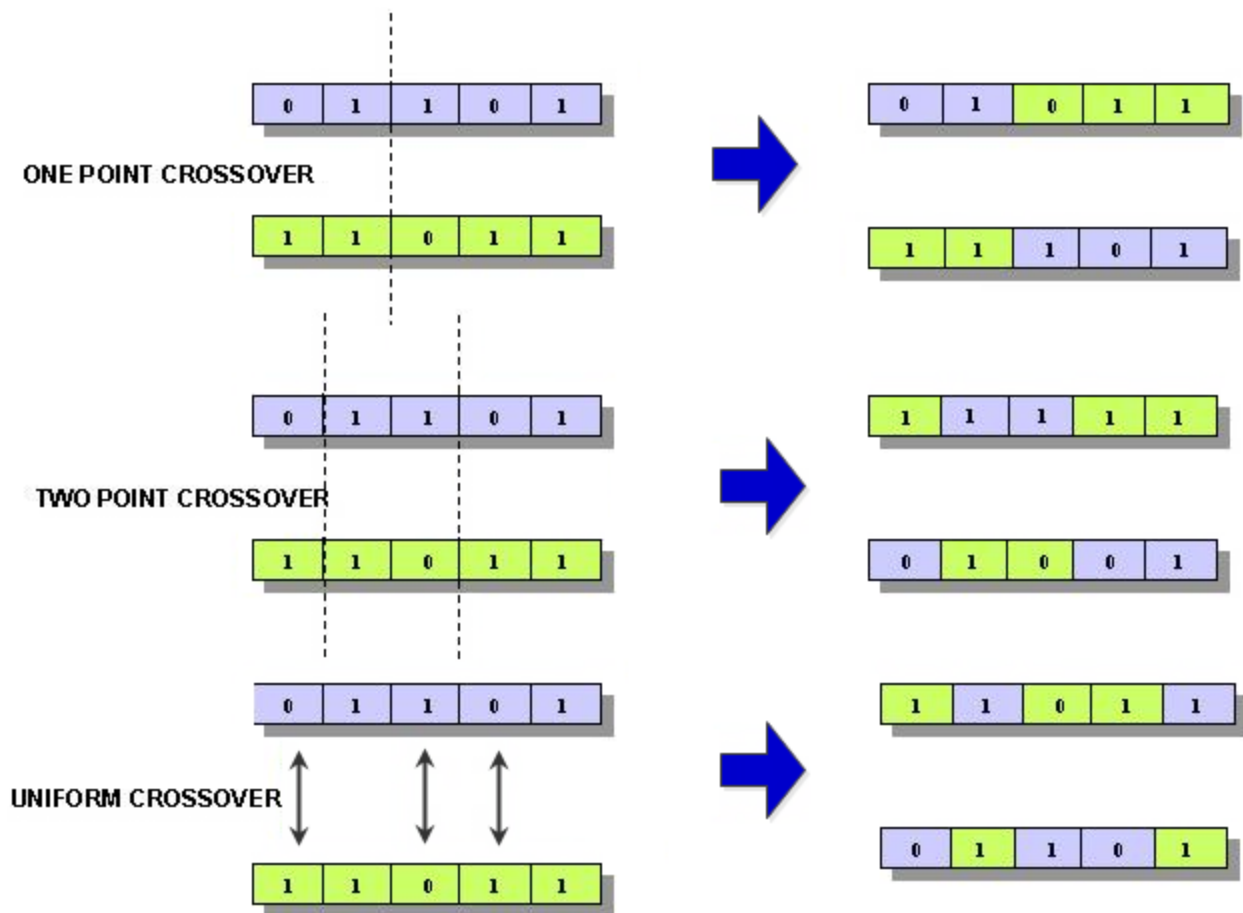 0 1 1 0 1
0 1 0 1 1
ONE POINT CROSSOVER
1 1 0 1 1
1 1 1 0 1
0 1 1 0 1
1 1 1 1 1
TWO POINT CROSSOVER
1 1 0 1 1
0 1 0 0 1
0 1 1 0 1
1 1 0 1 1
UNIFORM CROSSOVER
0 1 1 0 1
1 1 0 1 1